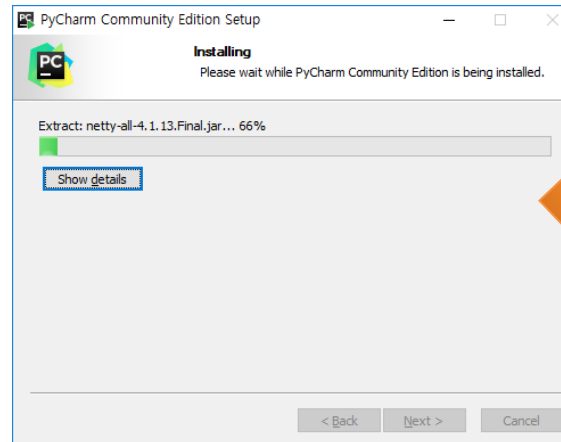 PyCharm Community Edition Setup
PC
Installing
Please wait while PyCharm Community Edition is being installed.
Extract: netty-all-4.1.13.Final.jar... 66%
Show details
< Back
Next >
Cancel